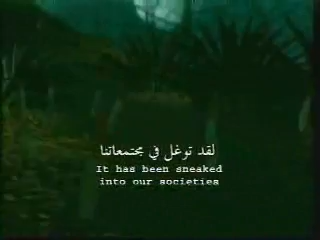 لقد توغل في مجتمعاتنا
It has been sneaked
into our societies